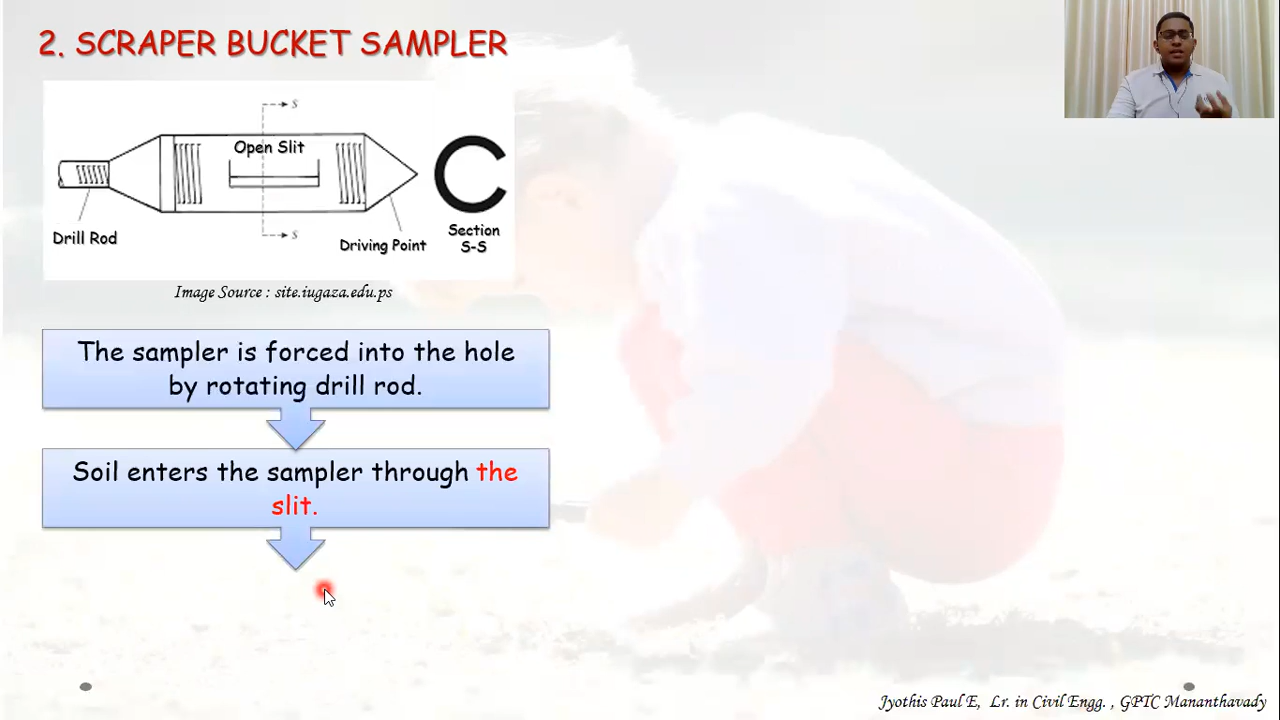 2. SCRAPER BUCKET SAMPLER
S
Open Slit
Drill Rod
S
Driving Point
Section
S-S
Image Source : site.iugaza.edu.ps
The sampler is forced into the hole
by rotating drill rod.
Soil enters the sampler through the
slit.
Jyothis Paul E, Lr. in Civil Engg. , GPTC Mananthavady